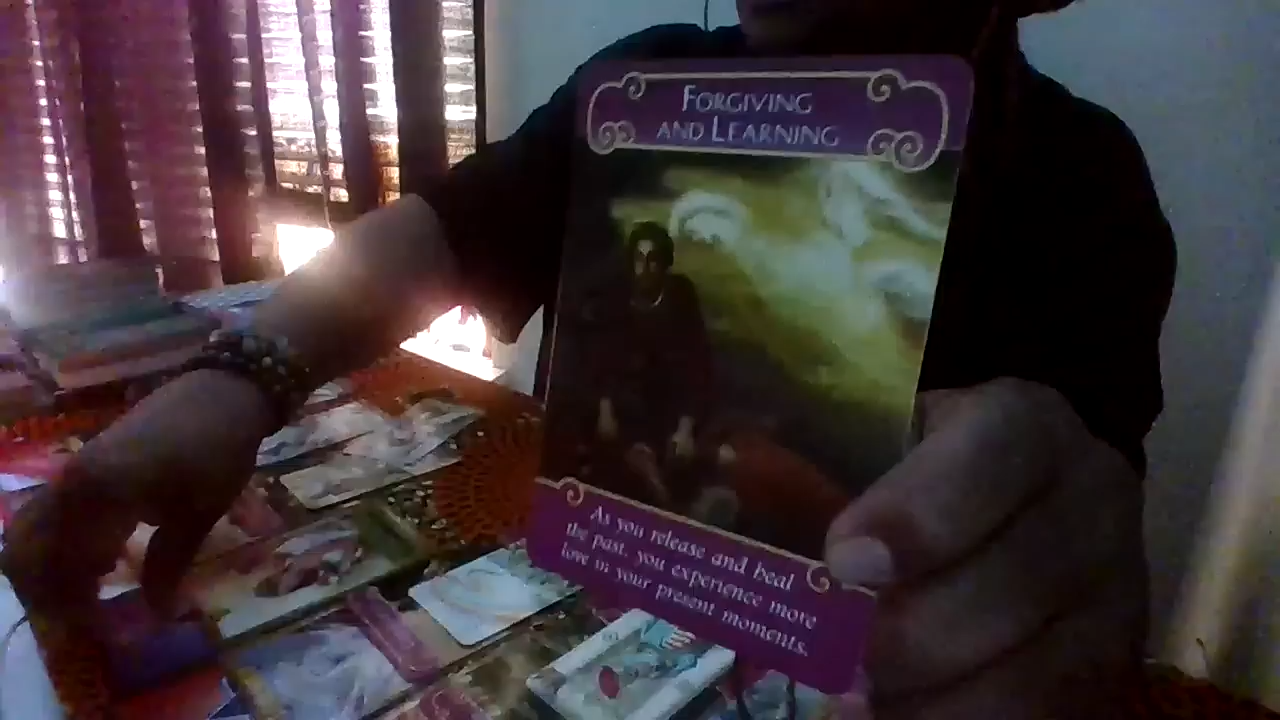 FORGIVING
AND LEARNING
As you release and heal
the past, you experience more
love in your present moments.